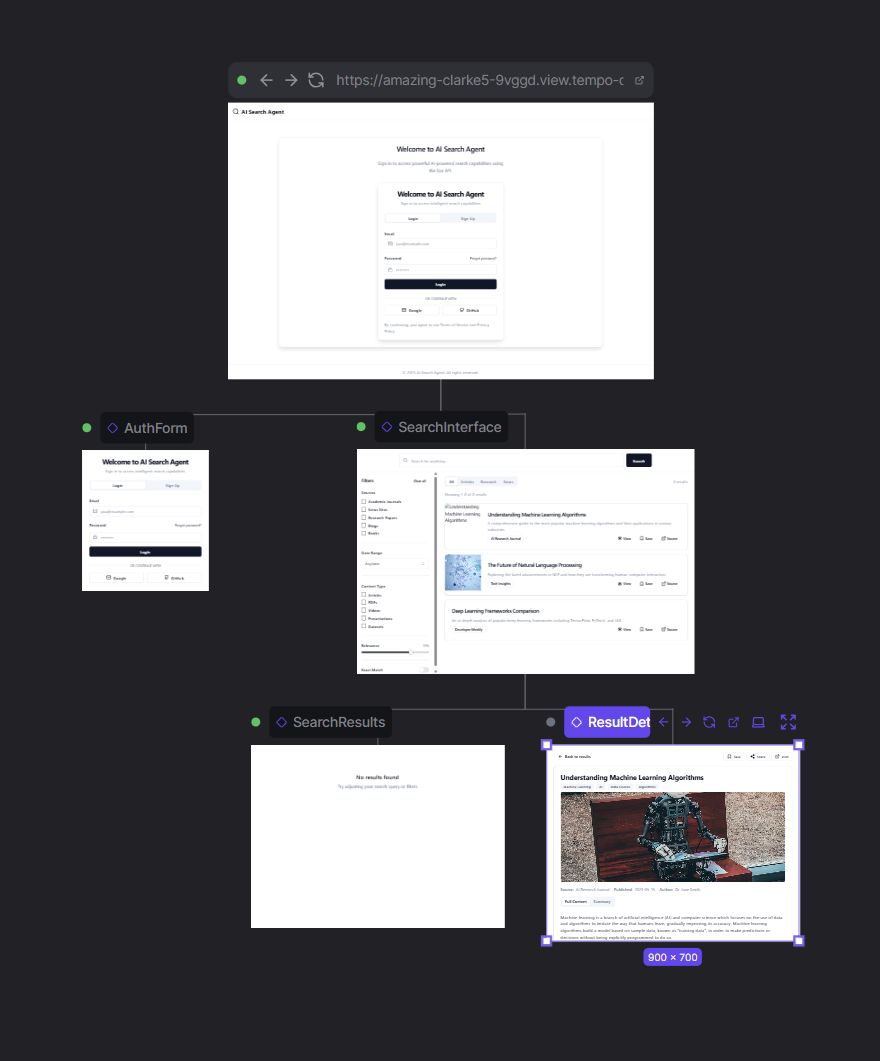 https://amazing-clarke5-9vggd.view.tempo-c
AI Search Agent
Welcome to AI Search Agent
Sign in to access powerful AI-powered search capabilities using
the Exa API
Welcome to AI Search Agent
Sign in to access intelligent search capabilities
Login
Sign Up
Email
you@example.com
Password
Forgot password?
Login
OR CONTINUE WITH
Google
GitHub
By continuing, you agree to our Terms of Service and Privacy
Policy.
AI Search Agent. All rights reserved.
AuthForm
Welcome to AI Search Agent
Sign in to access intelligent search capabilities
Login
Sign Up
Email
you@example.com
Password
Forgot password?
Login
OR CONTINUE WITH
Google
GitHub
SearchInterface
Search for anything...
Search
Filters
Clear all
Sources
Academic Journals
News Sites
Research Papers
Blogs
Books
Date Range
Anytime
Content Type
Articles
PDFs
Videos
Presentations
Datasets
Relevance
Exact Match
All
Articles
Research
News
Understanding
Machine Learning
Algorithms
Understanding Machine Learning Algorithms
A comprehensive guide to the most popular machine learning algorithms and their applications in various
industries.
AI Research Journal
View
Save
Source
The Future of Natural Language Processing
Exploring the latest advancements in NLP and how they are transforming human-computer interaction.
Tech Insights
View
Save
Source
Deep Learning Frameworks Comparison
An in-depth analysis of popular deep learning frameworks including TensorFlow, PyTorch, and JAX.
Developer Weekly
View
Save
Source
SearchResults
No results found
Try adjusting your search query or filters
ResultDet
Back to results
Save
Share
Visit
Understanding Machine Learning Algorithms
Machine Learning
AI
Data Science
Algorithms
Source: AI Research Journal
Published:
Author: Dr. Jane Smith
Full Content
Summary
Machine learning is a branch of artificial intelligence (AI) and computer science which focuses on the use of data
and algorithms to imitate the way that humans learn, gradually improving its accuracy. Machine learning
algorithms build a model based on sample data, known as "training data", in order to make predictions or
decisions without being explicitly programmed to do so.
900 × 700